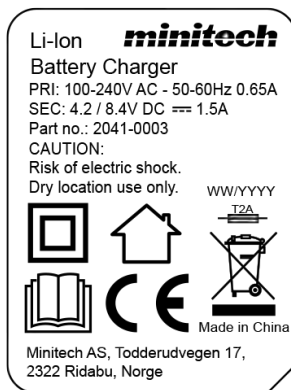 Li-Ion minitech
Battery Charger
PRI: 100-240V AC - 50-60Hz 0.65A
SEC: 4.2 / 8.4V DC ⎓ 1.5A
Part no.: 2041-0003
CAUTION:
Risk of electric shock.
Dry location use only.
WW/YYYY
T2A
CE
Made in China
Minitech AS, Todderudvegen 17,
2322 Ridabu, Norge